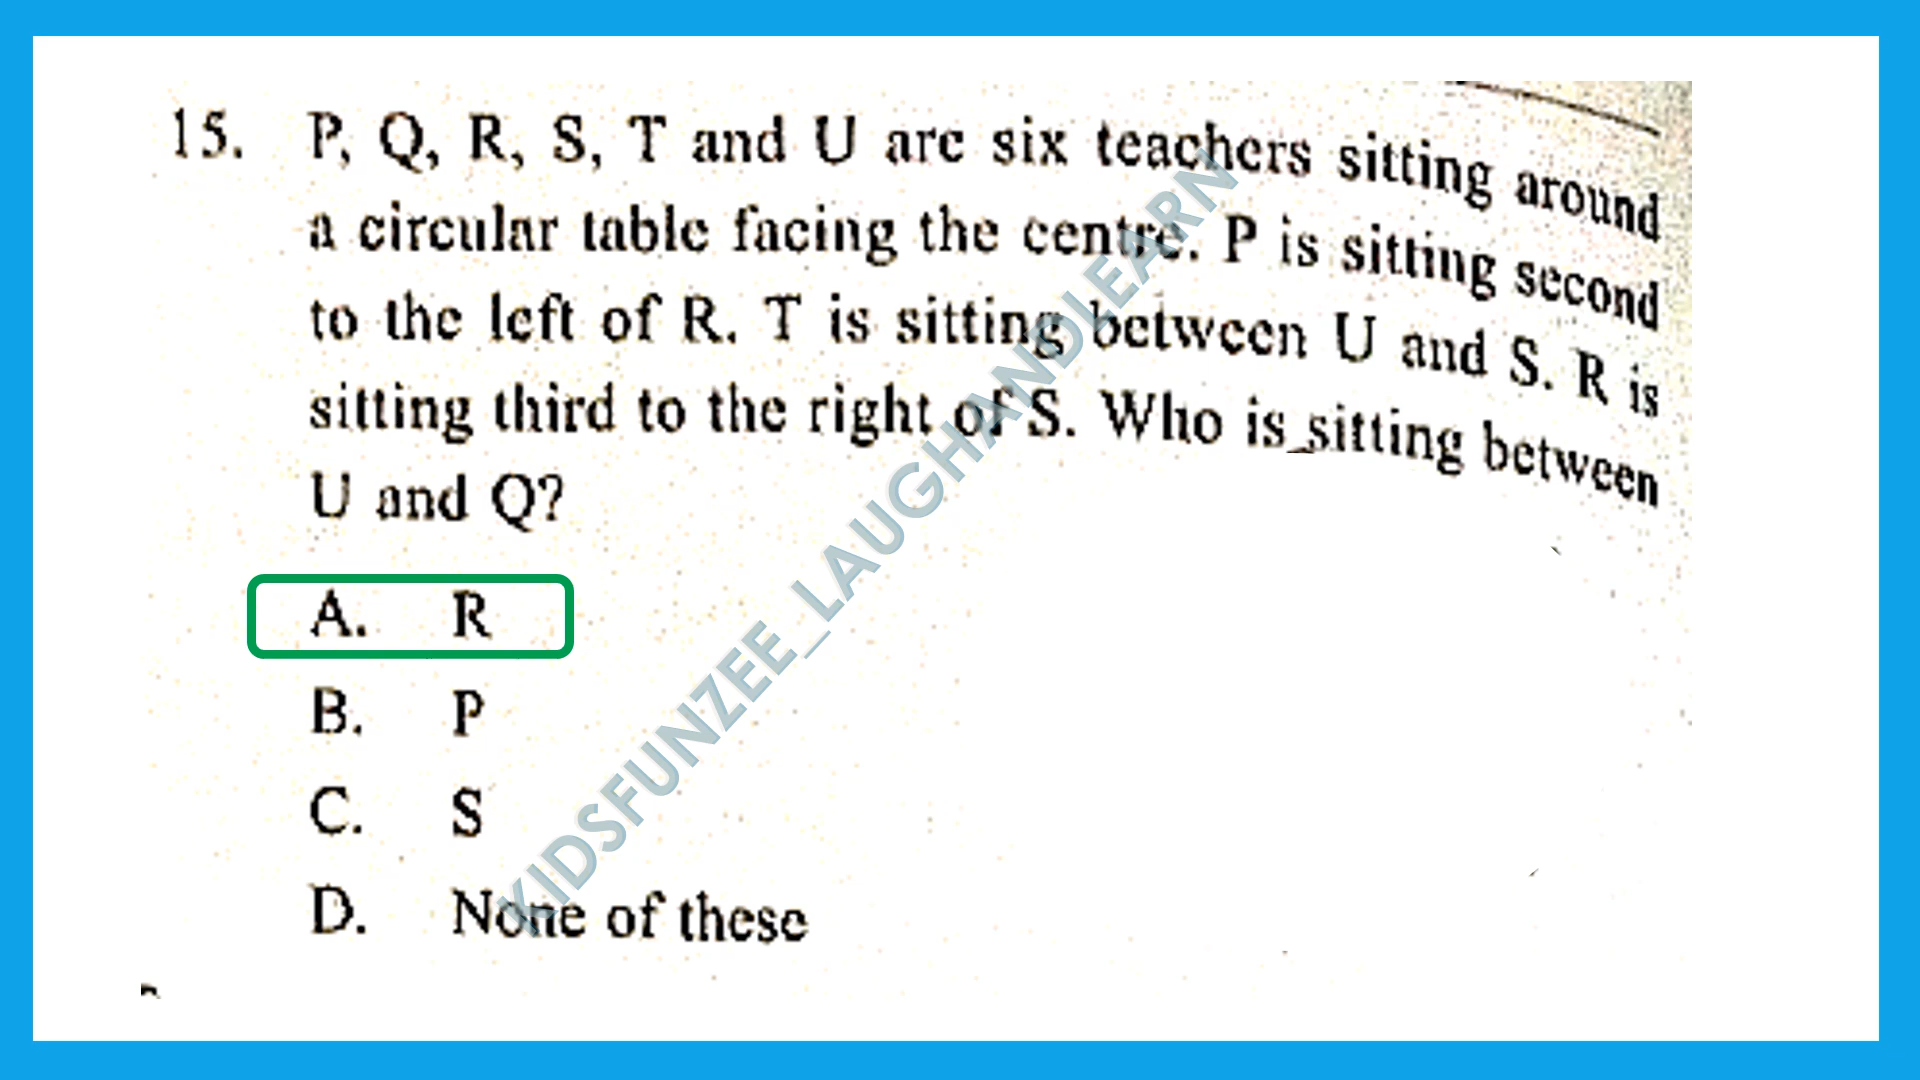 15. P, Q, R, S, T and U are six teachers sitting around
a circular table facing the centre. P is sitting second
to the left of R. T is sitting between U and S. R is
sitting third to the right of S. Who is sitting between
U and Q?
A. R
B. P
C. S
D. None of these
KIDSFUNZEE_LAUGHANDLEARN